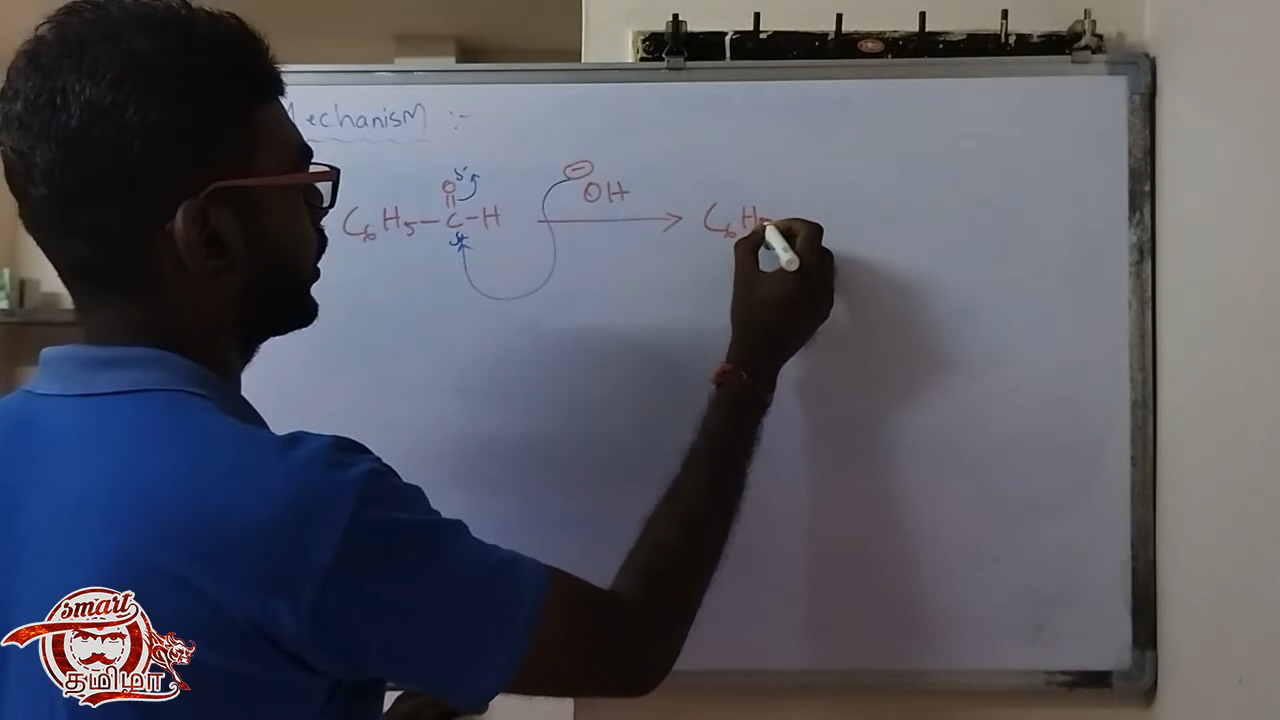 Mechanism :-
δ-
O
||
C6H5-C-H
δ+
⊖
OH
C6H5
smart
தமிழா